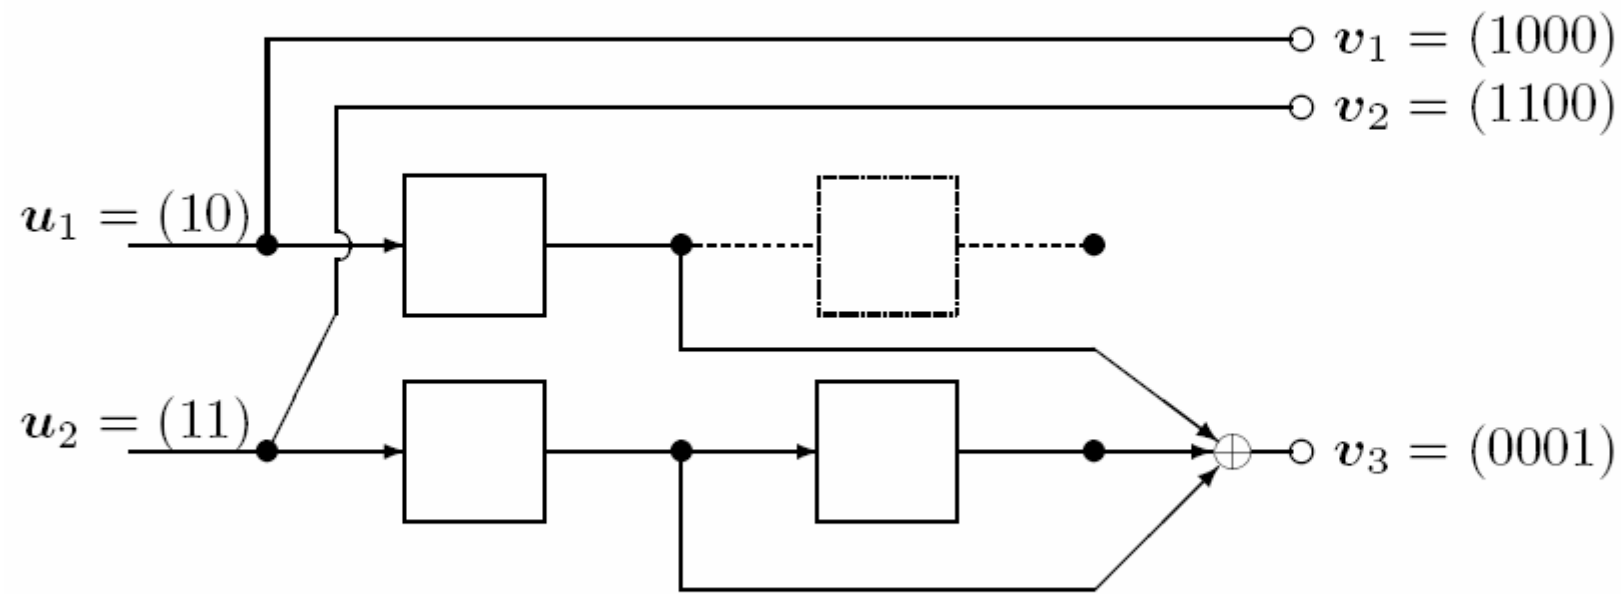 v₁ = (1000)
v₂ = (1100)
u₁ = (10)
u₂ = (11)
v₃ = (0001)